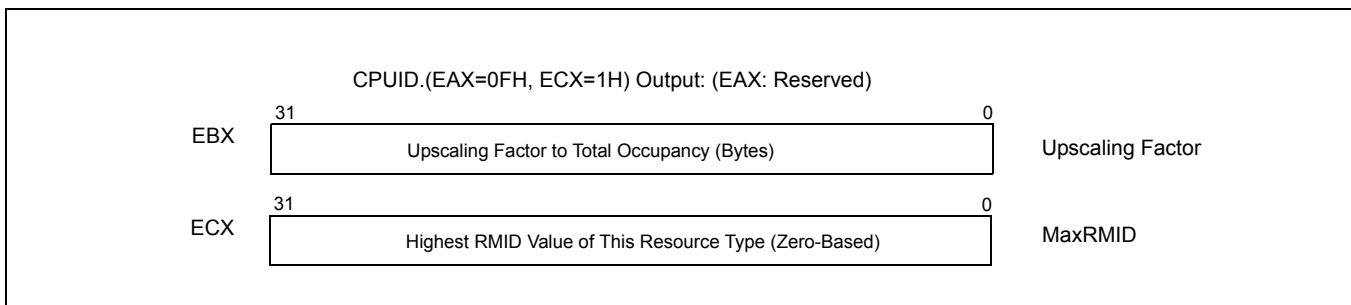 CPUID.(EAX=0FH, ECX=1H) Output: (EAX: Reserved)
31 0
EBX Upscaling Factor to Total Occupancy (Bytes) Upscaling Factor
31 0
ECX Highest RMID Value of This Resource Type (Zero-Based) MaxRMID